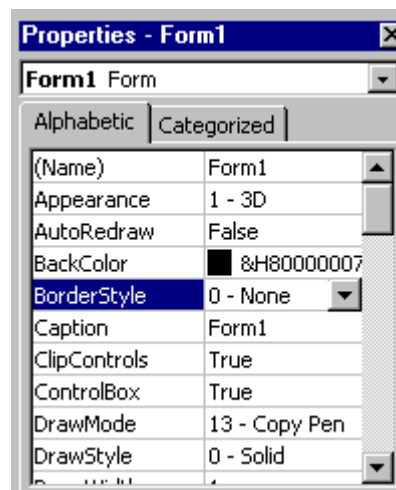 Properties - Form1
Form1 Form
Alphabetic Categorized
(Name) Form1
Appearance 1 - 3D
AutoRedraw False
BackColor &H80000007
BorderStyle 0 - None
Caption Form1
ClipControls True
ControlBox True
DrawMode 13 - Copy Pen
DrawStyle 0 - Solid